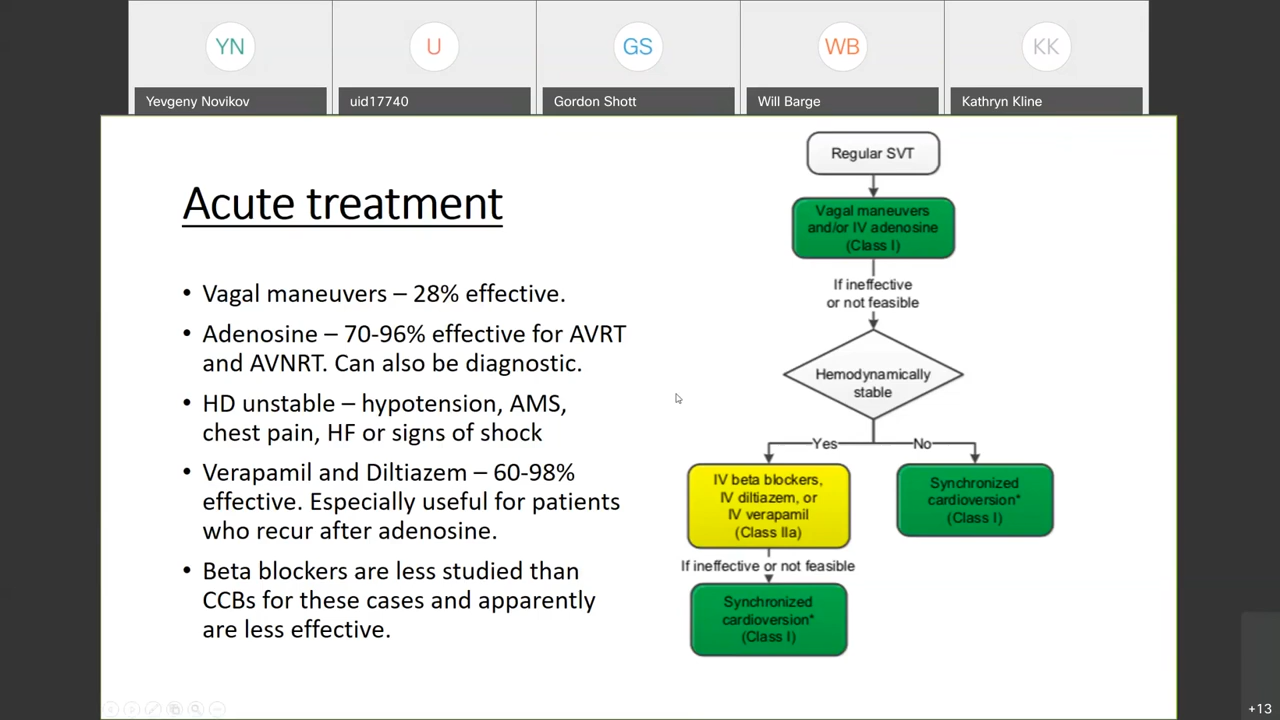 YN
U
GS
WB
KK
Yevgeny Novikov
uid17740
Gordon Shott
Will Barge
Kathryn Kline
Acute treatment
• Vagal maneuvers – 28% effective.
• Adenosine – 70-96% effective for AVRT
and AVNRT. Can also be diagnostic.
• HD unstable – hypotension, AMS,
chest pain, HF or signs of shock
• Verapamil and Diltiazem – 60-98%
effective. Especially useful for patients
who recur after adenosine.
• Beta blockers are less studied than
CCBs for these cases and apparently
are less effective.
Regular SVT
Vagal maneuvers
and/or IV adenosine
(Class I)
If ineffective
or not feasible
Hemodynamically
stable
Yes
No
IV beta blockers,
IV diltiazem, or
IV verapamil
(Class IIa)
Synchronized
cardioversion*
(Class I)
If ineffective or not feasible
Synchronized
cardioversion*
(Class I)
+13